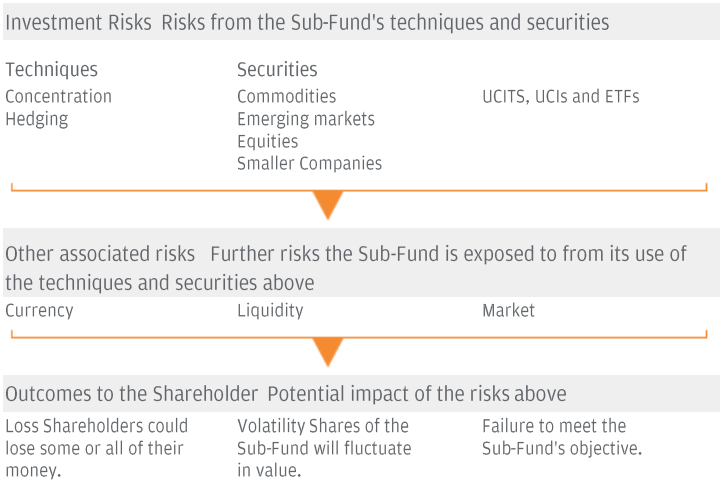 Investment Risks Risks from the Sub-Fund's techniques and securities
Techniques
Concentration
Hedging
Securities
Commodities
Emerging markets
Equities
Smaller Companies
UCITS, UCIs and ETFs
Other associated risks Further risks the Sub-Fund is exposed to from its use of
the techniques and securities above
Currency
Liquidity
Market
Outcomes to the Shareholder Potential impact of the risks above
Loss Shareholders could
lose some or all of their
money.
Volatility Shares of the
Sub-Fund will fluctuate
in value.
Failure to meet the
Sub-Fund's objective.